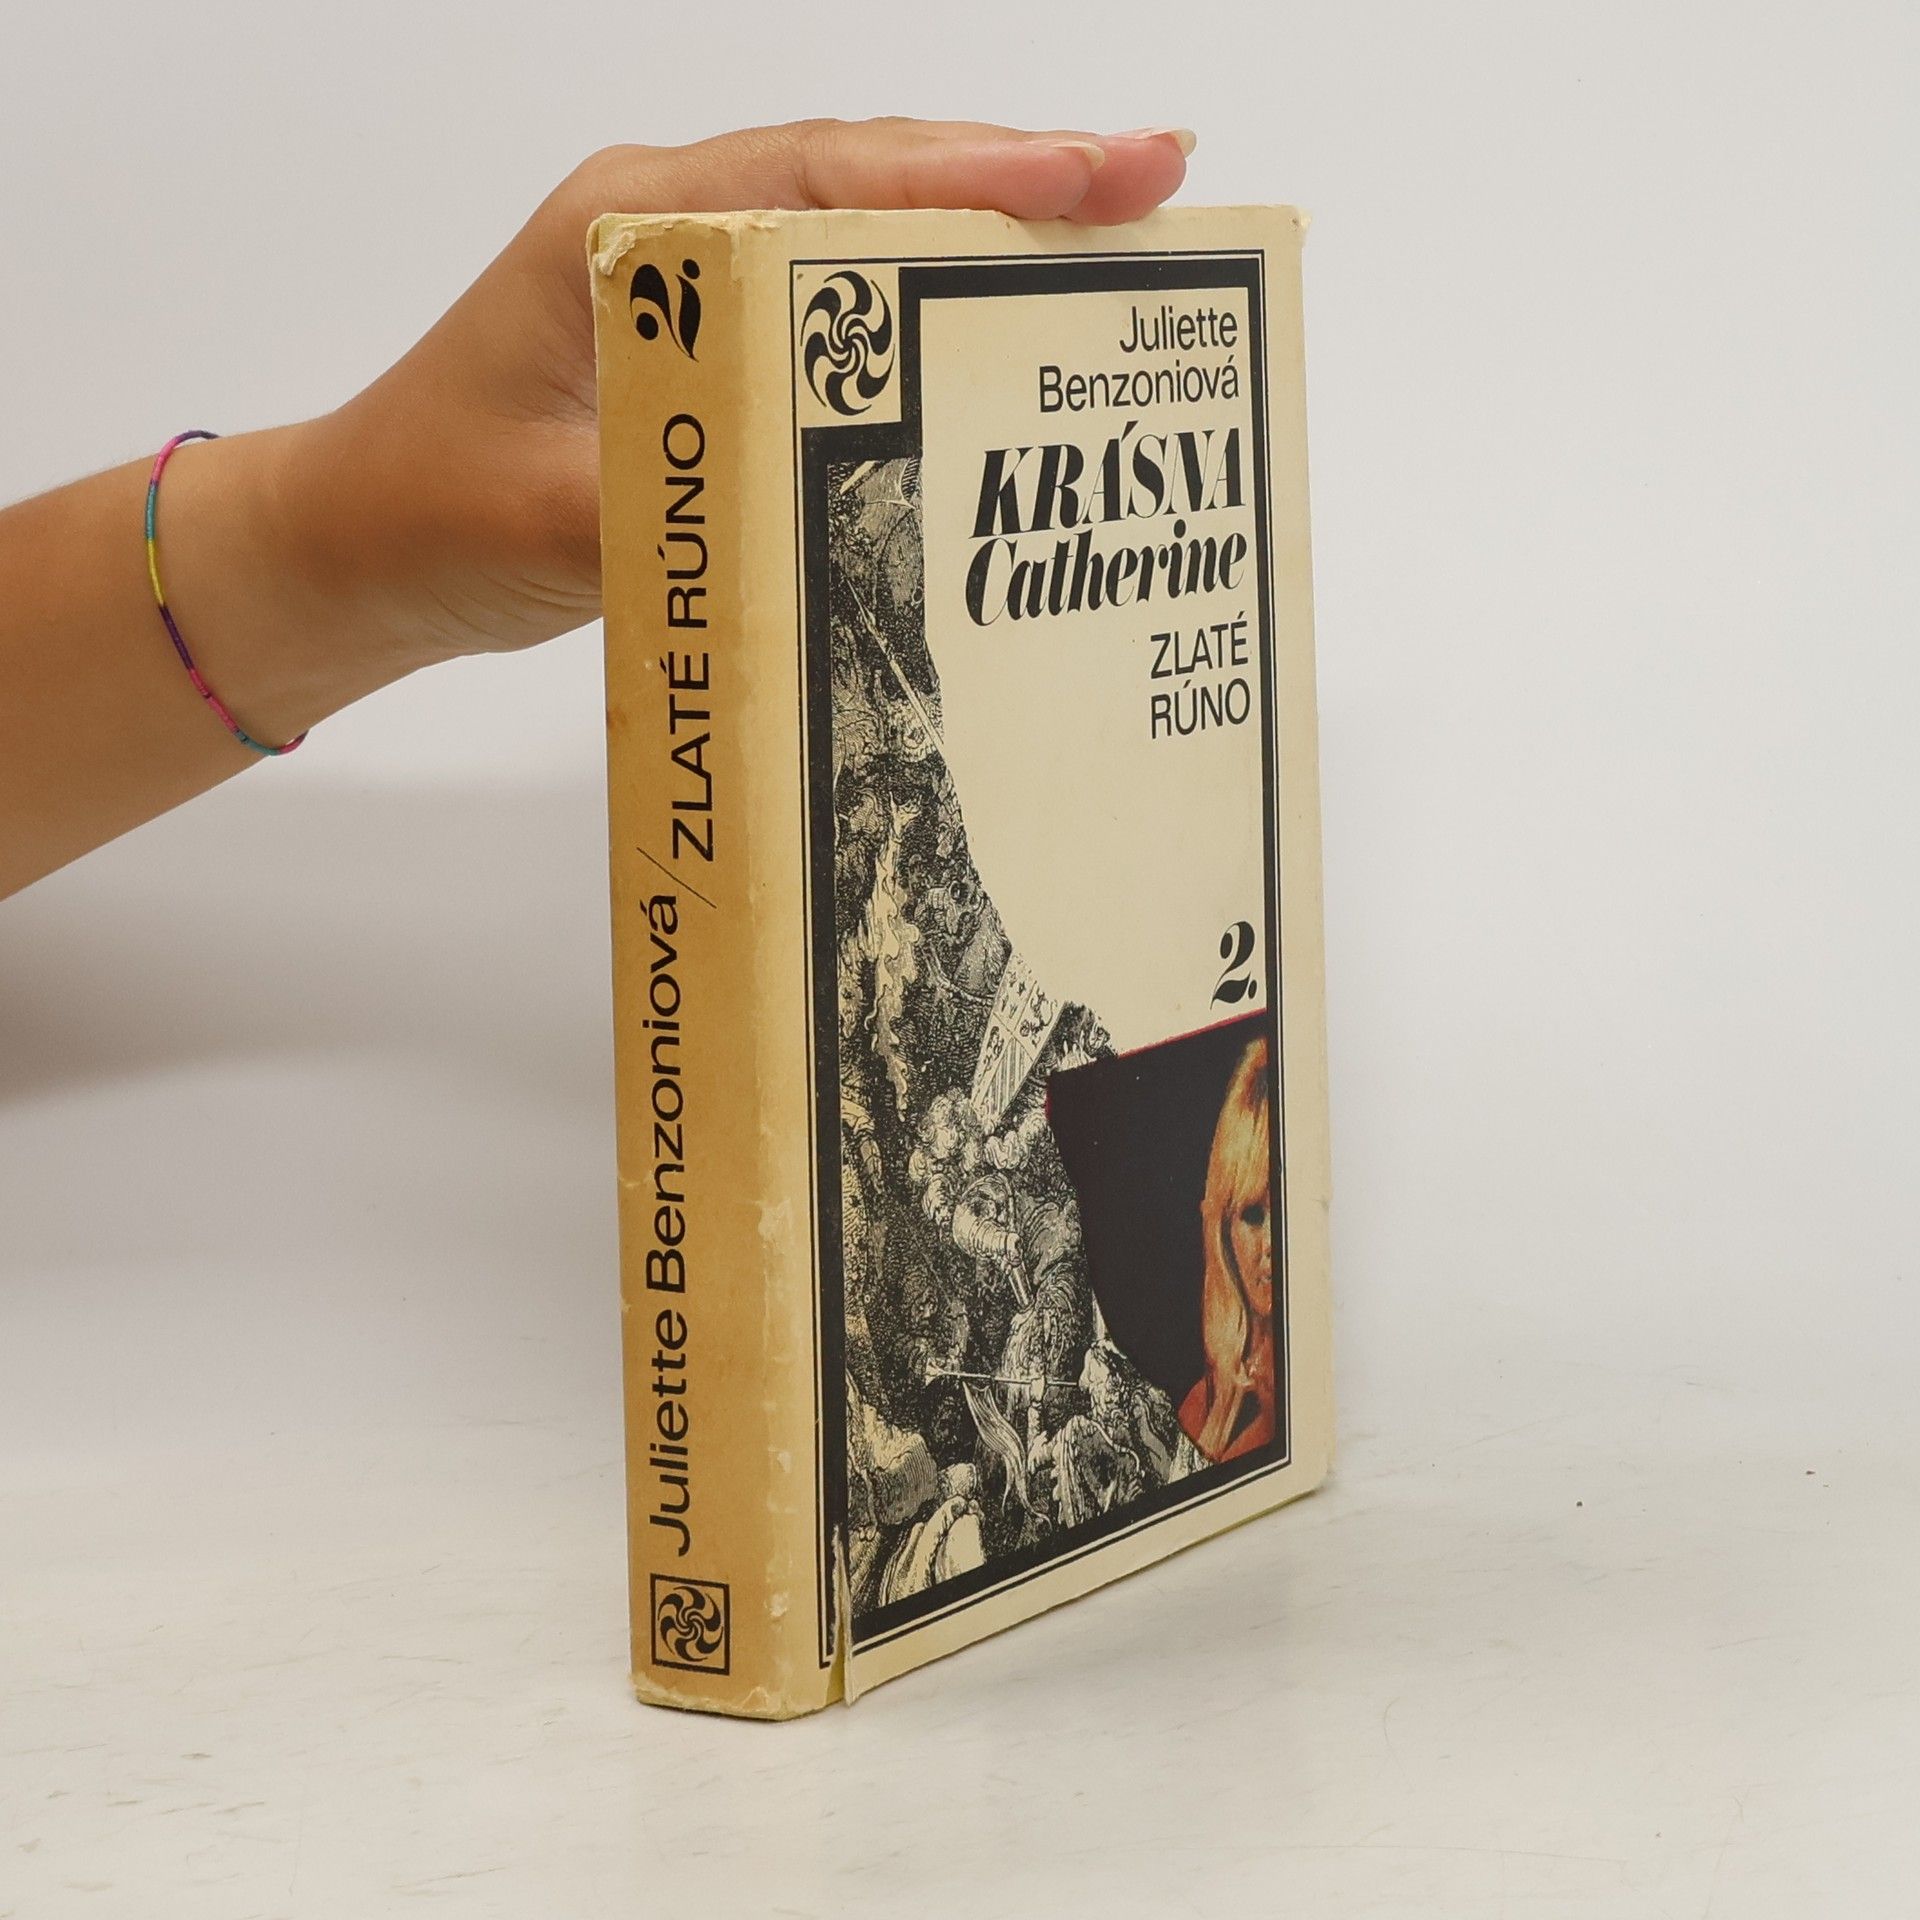 2.
Juliette Benzoniová / ZLATÉ RÚNO
Juliette
Benzoniová
KRÁSNA
Catherine
ZLATÉ
RÚNO
2.